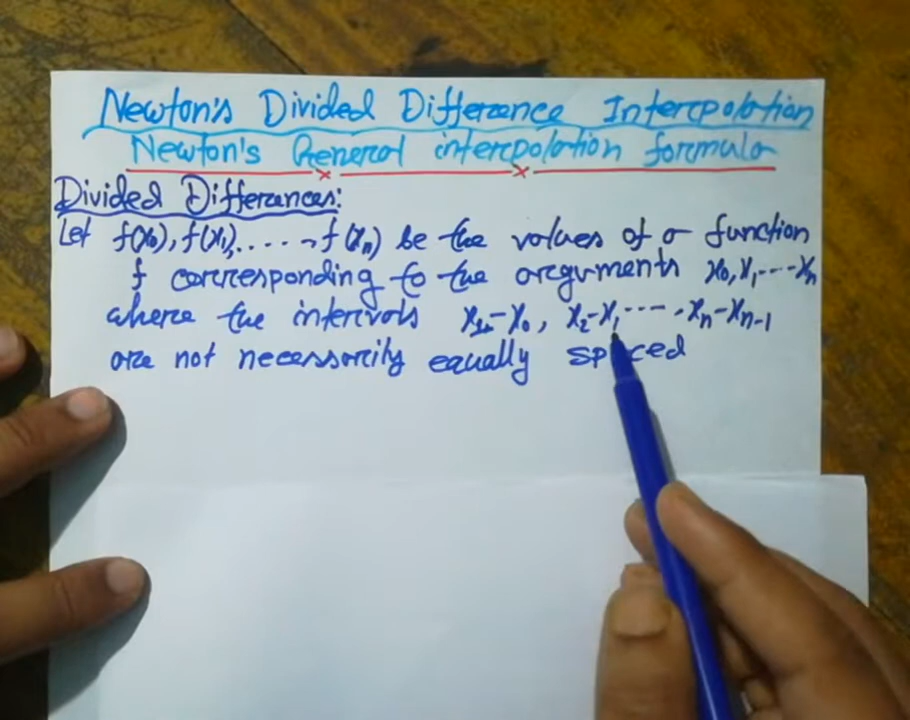 Newton's Divided Difference Interpolation
Newton's General interpolation formula
Divided Differences:
Let f(x₀), f(x₁), ....., f(xₙ) be the values of a function
f corresponding to the arguments x₀, x₁, .... xₙ
where the intervals x₁-x₀, x₂-x₁ ..... xₙ-xₙ₋₁
are not necessarily equally spaced